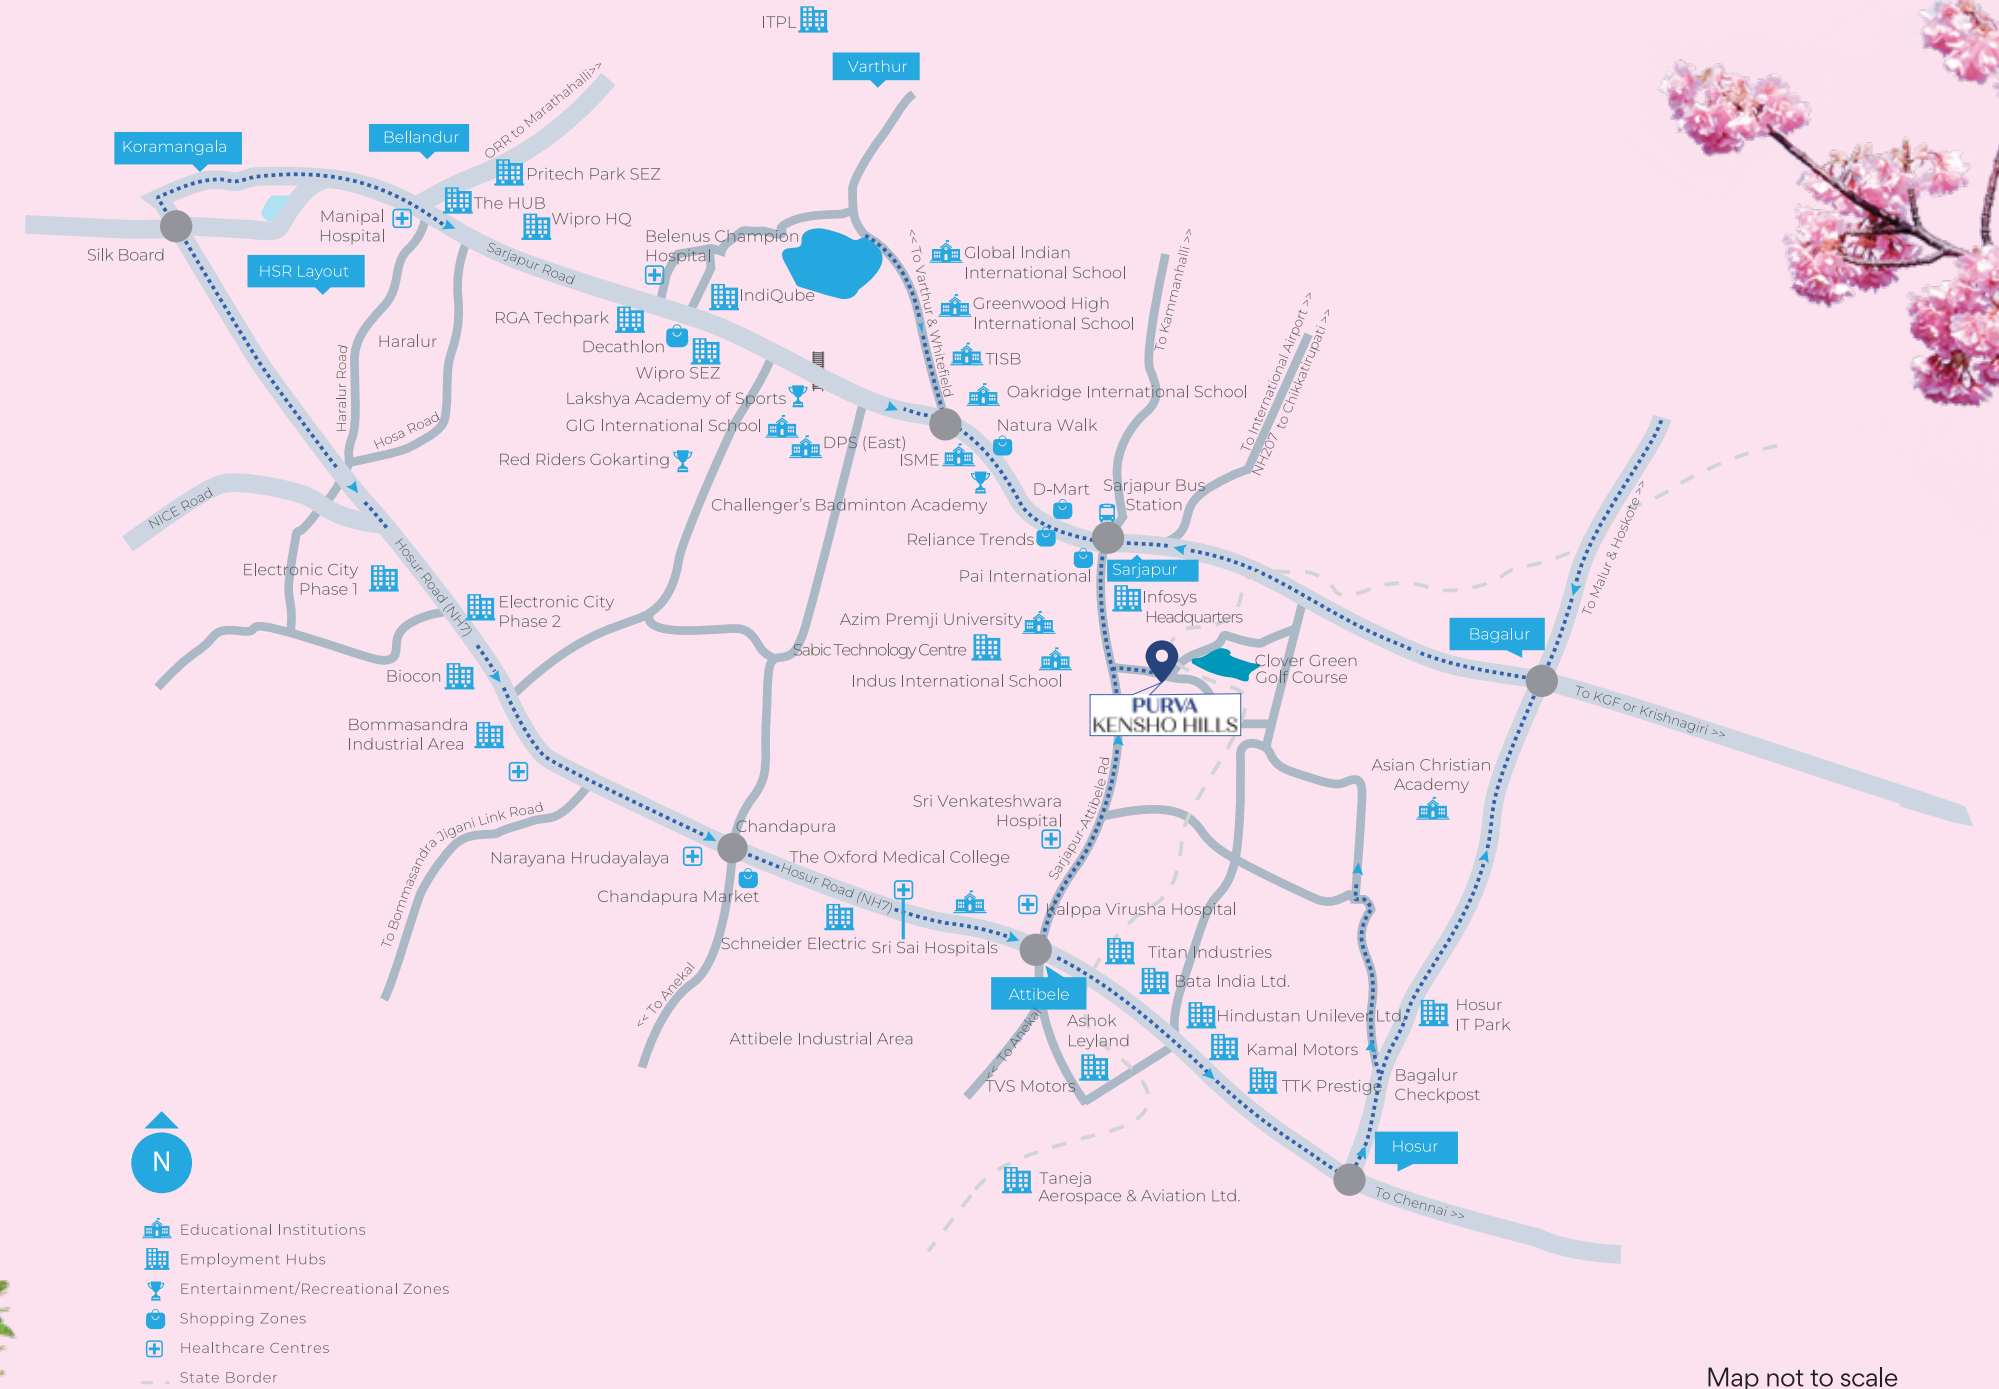 ITPL
Varthur
ORR to Marathahalli>>
Koramangala
Bellandur
Pritech Park SEZ
The HUB
Wipro HQ
Manipal
Hospital
Silk Board
HSR Layout
Sarjapur Road
Belenus Champion
Hospital
IndiQube
<< To Varthur & Whitefield
Global Indian
International School
Greenwood High
International School
TISB
Oakridge International School
Natura Walk
To Kammanhalli >>
To International Airport >>
NH207 to Chikkatirupati >>
RGA Techpark
Decathlon
Wipro SEZ
Haralur
Haralur Road
Hosa Road
Lakshya Academy of Sports
GIG International School
DPS (East)
Red Riders Gokarting
ISME
Challenger's Badminton Academy
D-Mart
Sarjapur Bus
Station
Reliance Trends
Pai International
Sarjapur
Infosys
Headquarters
NICE Road
Hosur Road (NH7)
Electronic City
Phase 1
Electronic City
Phase 2
Azim Premji University
Sabic Technology Centre
Indus International School
Clover Green
Golf Course
PURVA
KENSHO HILLS
To Malur & Hoskote >>
Bagalur
To KGF or Krishnagiri >>
Biocon
Bommasandra
Industrial Area
To Bommasandra Jigani Link Road
Asian Christian
Academy
Sarjapur-Attibele Rd
Sri Venkateshwara
Hospital
Chandapura
Narayana Hrudayalaya
The Oxford Medical College
Hosur Road (NH7)
Chandapura Market
Kalppa Virusha Hospital
Schneider Electric
Sri Sai Hospitals
<< To Anekal
Titan Industries
Bata India Ltd.
Attibele
<< To Anekal
Ashok
Leyland
Hindustan Unilever Ltd.
Hosur
IT Park
Attibele Industrial Area
Kamal Motors
TVS Motors
TTK Prestige
Bagalur
Checkpost
Hosur
To Chennai >>
Taneja
Aerospace & Aviation Ltd.
N
Educational Institutions
Employment Hubs
Entertainment/Recreational Zones
Shopping Zones
Healthcare Centres
State Border
Map not to scale